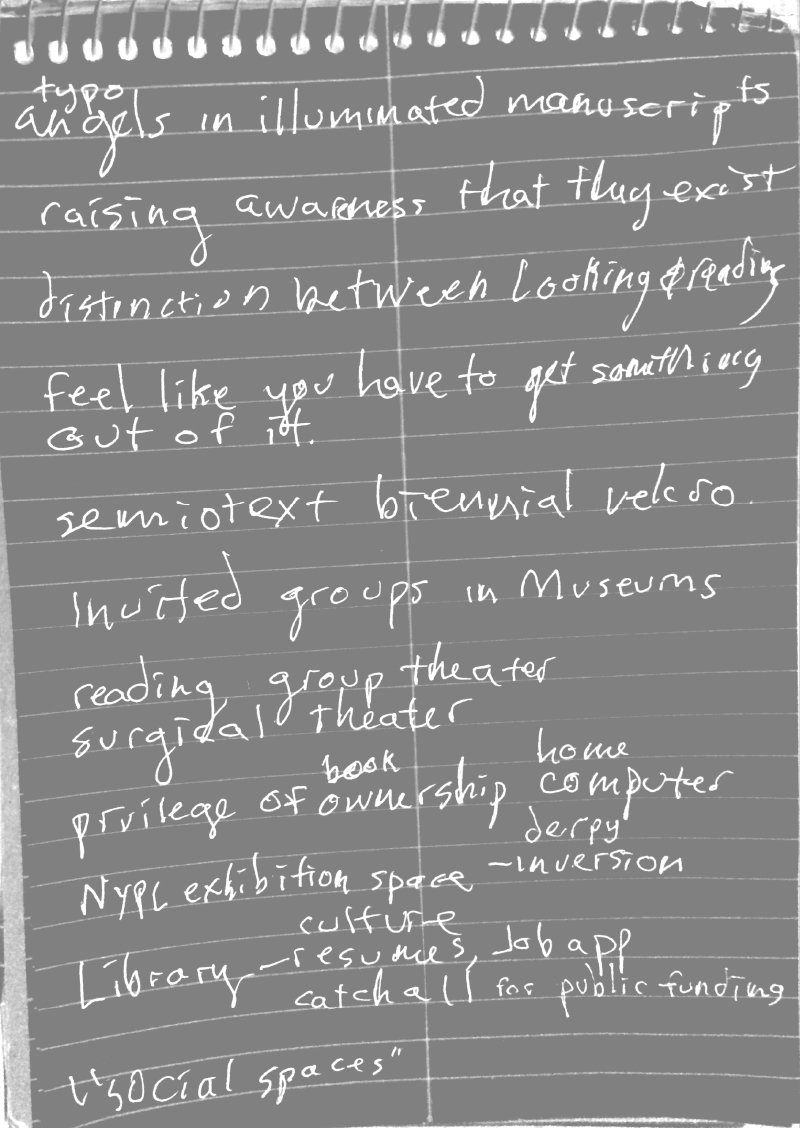 typo
angels in illuminated manuscripts
raising awareness that they exist
distinction between looking & reading
feel like you have to get something
out of it.
semiotext biennial velcro.
Invited groups in Museums
reading group theater
surgical theater
book home
privilege of ownership computer
derpy
NYPL exhibition space - inversion
culture
Library - resumes, Job app
catch all for public funding
"social spaces"